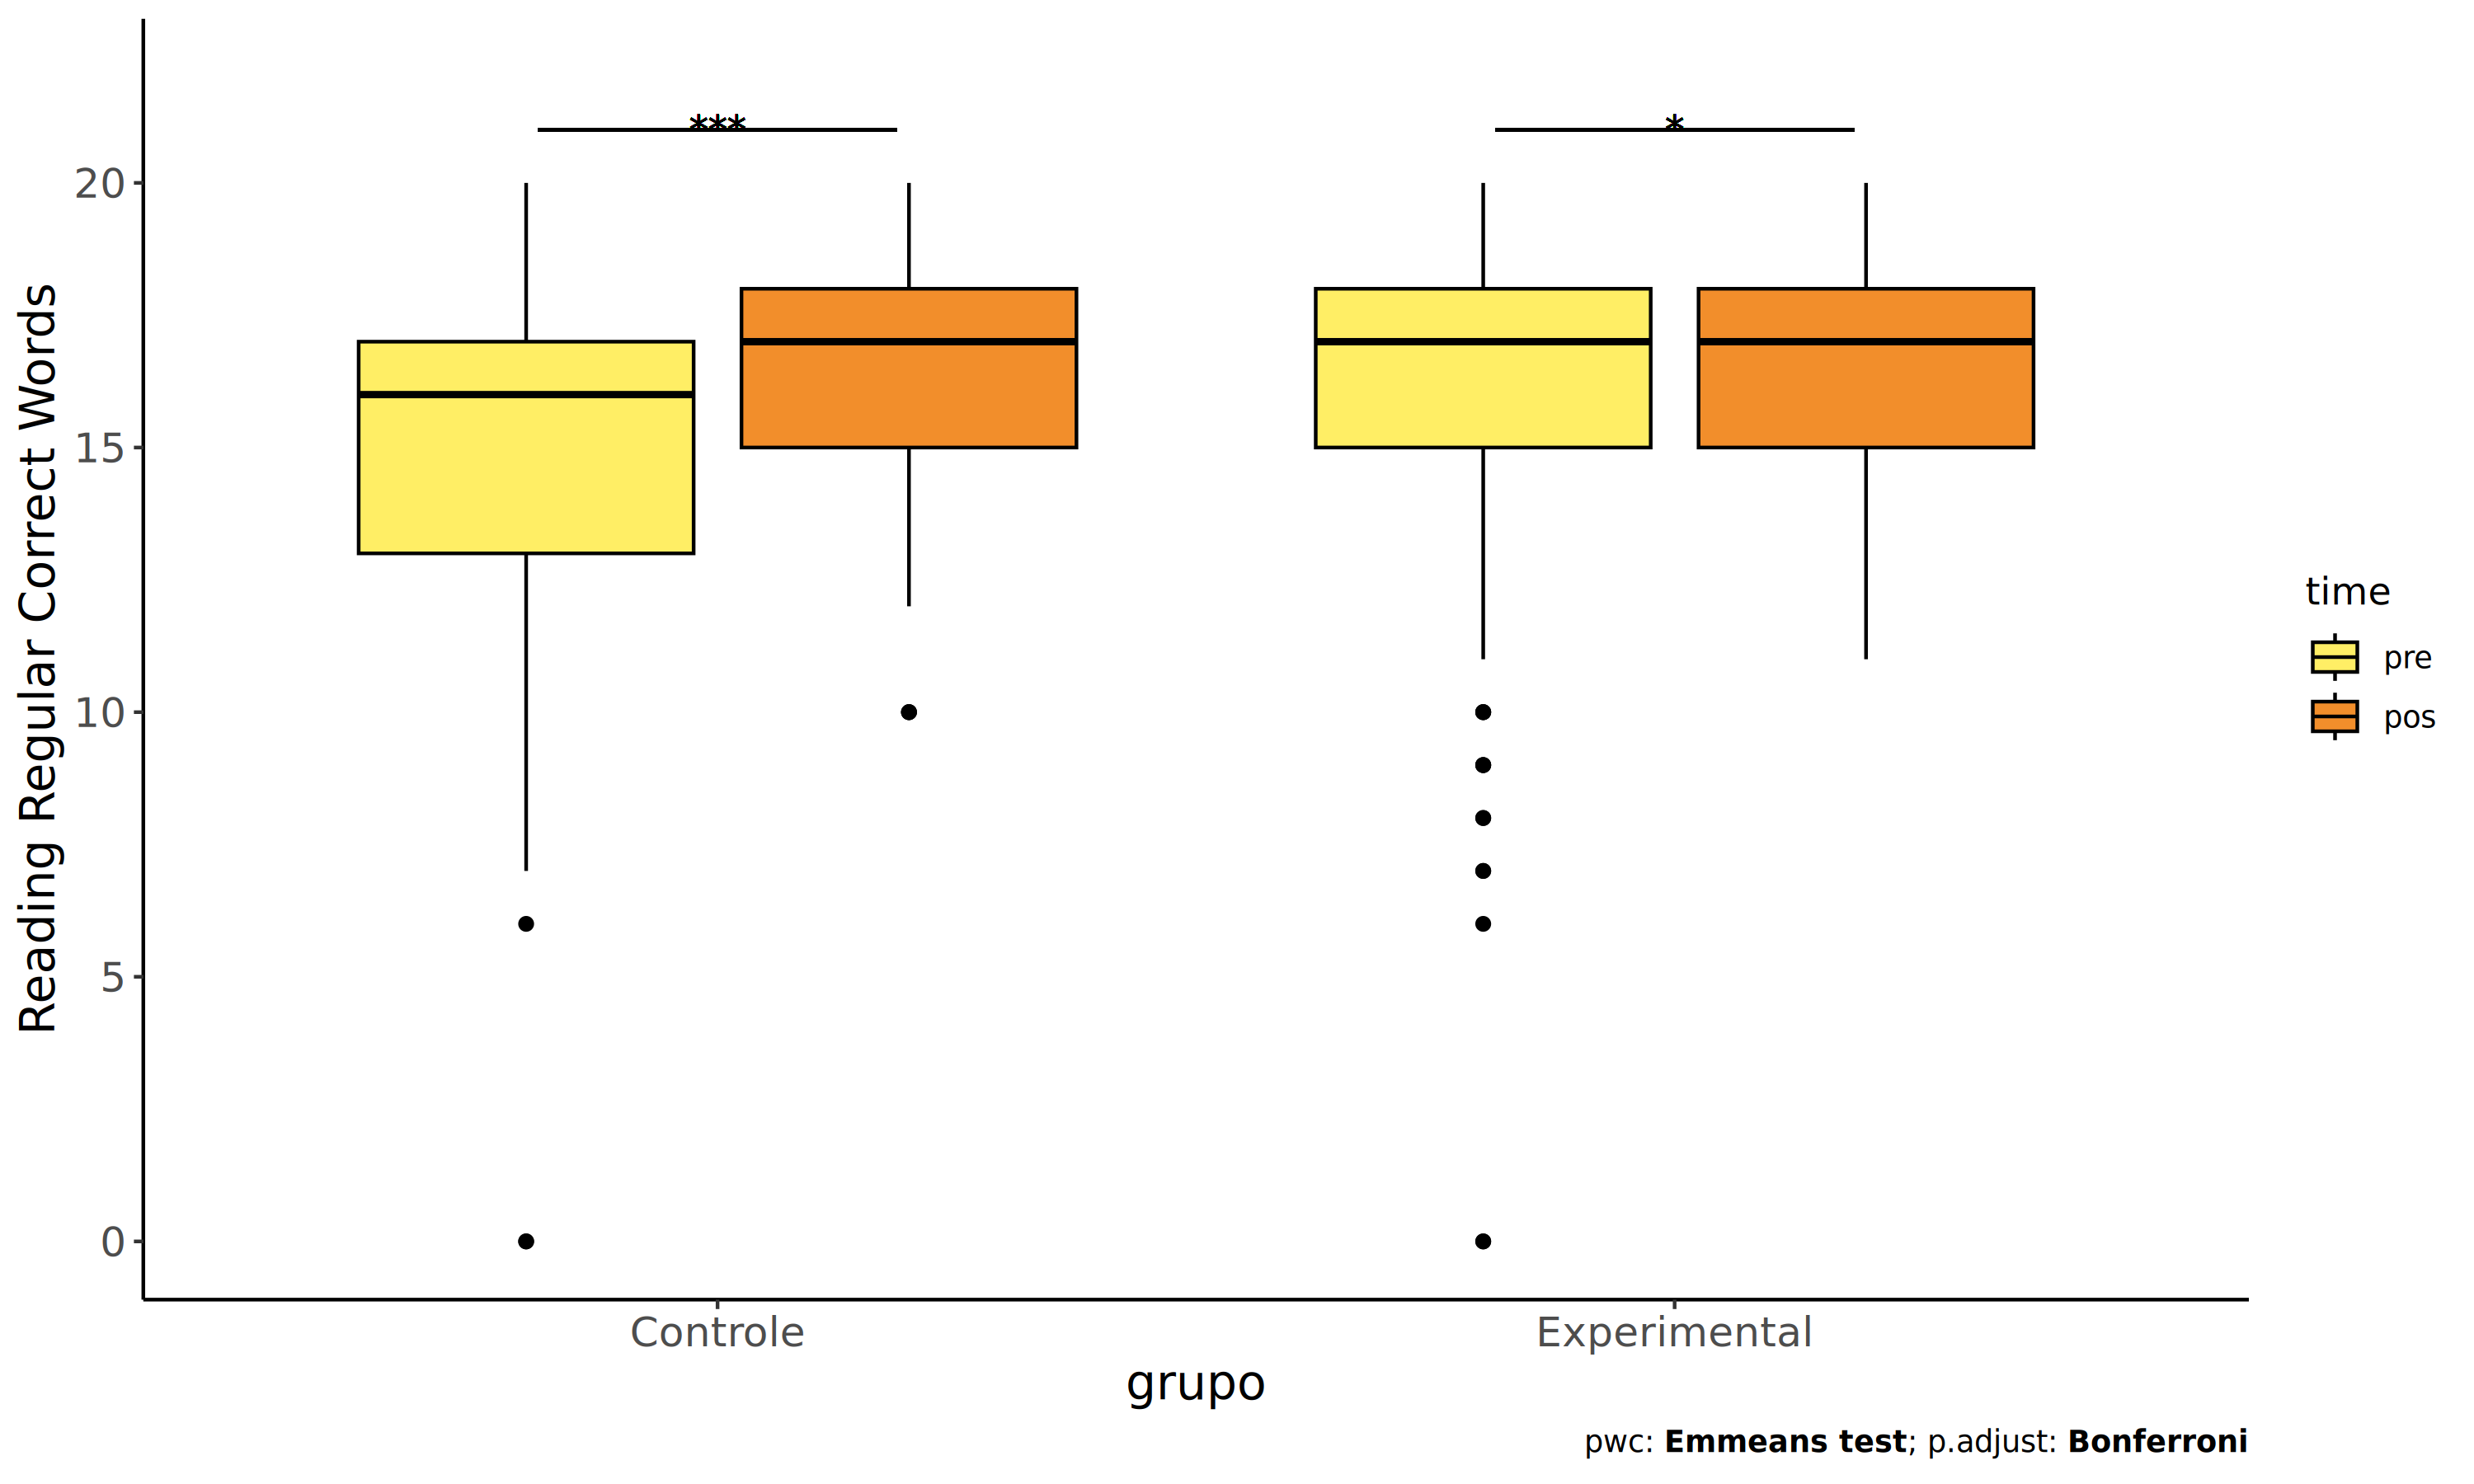 ***
*
20
15
10
5
0
Reading Regular Correct Words
Controle
Experimental
grupo
time
pre
pos
pwc: Emmeans test; p.adjust: Bonferroni